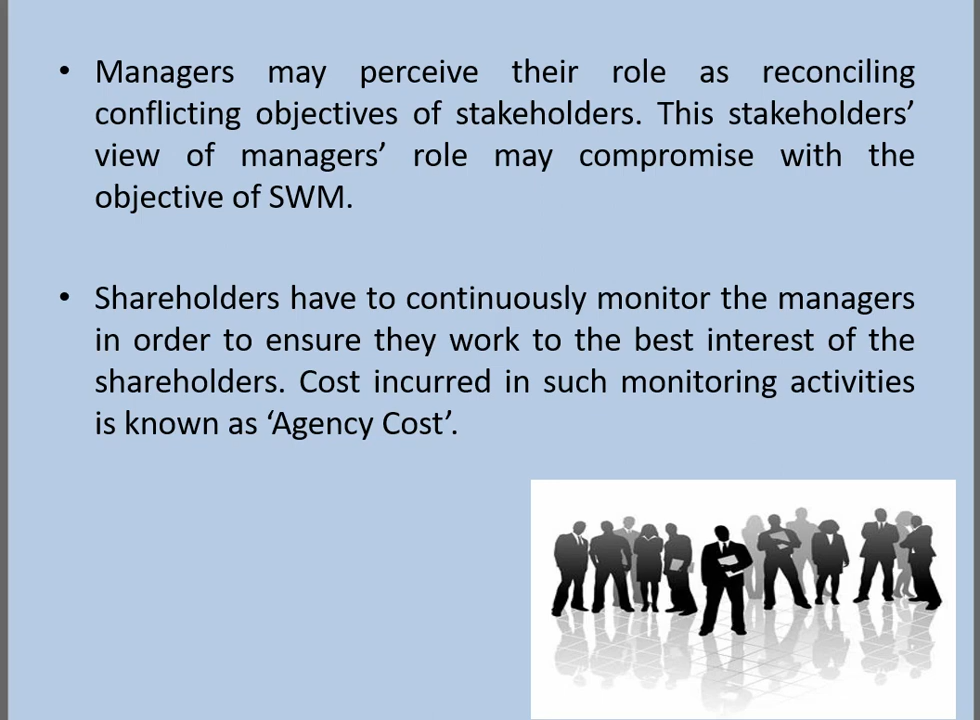 • Managers may perceive their role as reconciling
conflicting objectives of stakeholders. This stakeholders’
view of managers’ role may compromise with the
objective of SWM.
• Shareholders have to continuously monitor the managers
in order to ensure they work to the best interest of the
shareholders. Cost incurred in such monitoring activities
is known as ‘Agency Cost’.